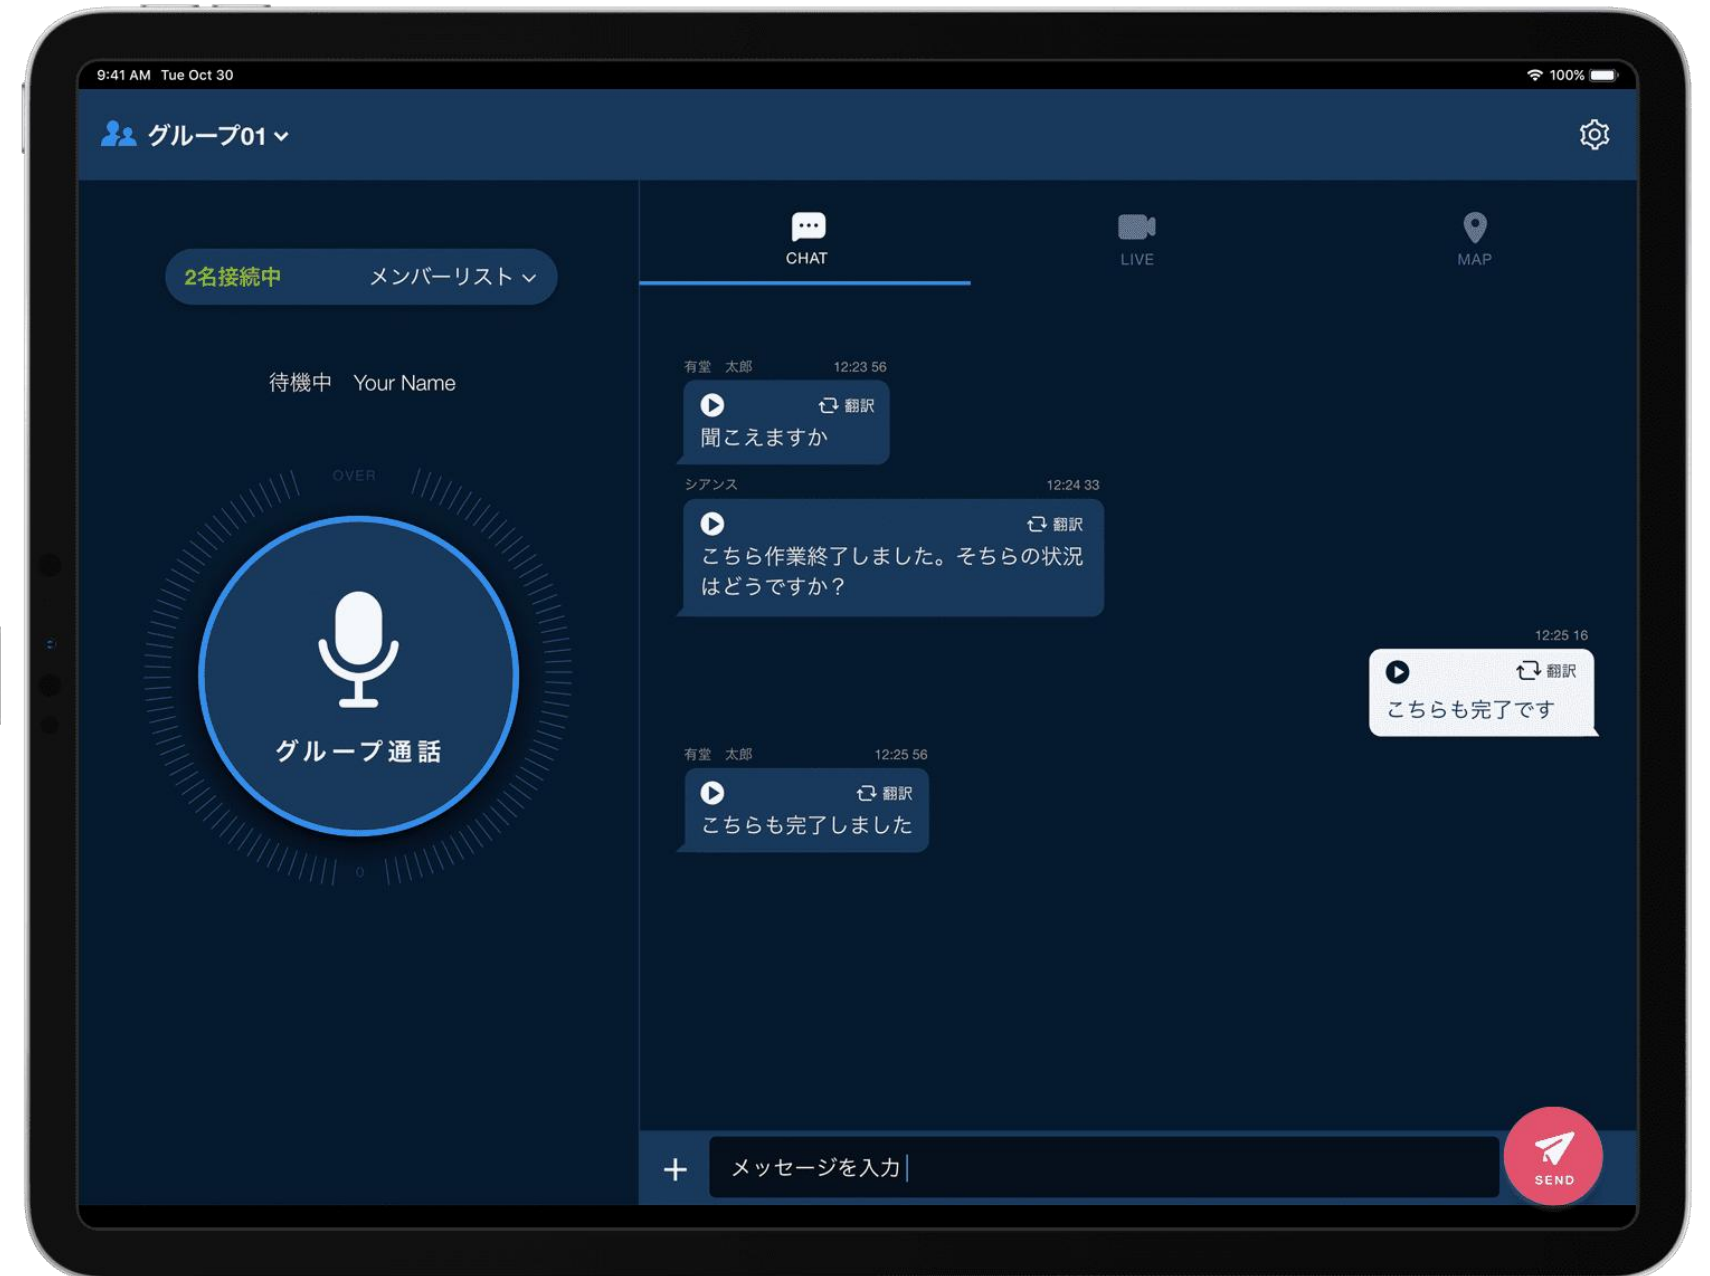 9:41 AM Tue Oct 30
100%
グループ01
2名接続中 メンバーリスト
待機中 Your Name
OVER
グループ通話
0
CHAT
LIVE
MAP
有堂 太郎 12:23 56
翻訳
聞こえますか
シアンス 12:24 33
翻訳
こちら作業終了しました。そちらの状況
はどうですか？
12:25 16
翻訳
こちらも完了です
有堂 太郎 12:25 56
翻訳
こちらも完了しました
メッセージを入力
SEND